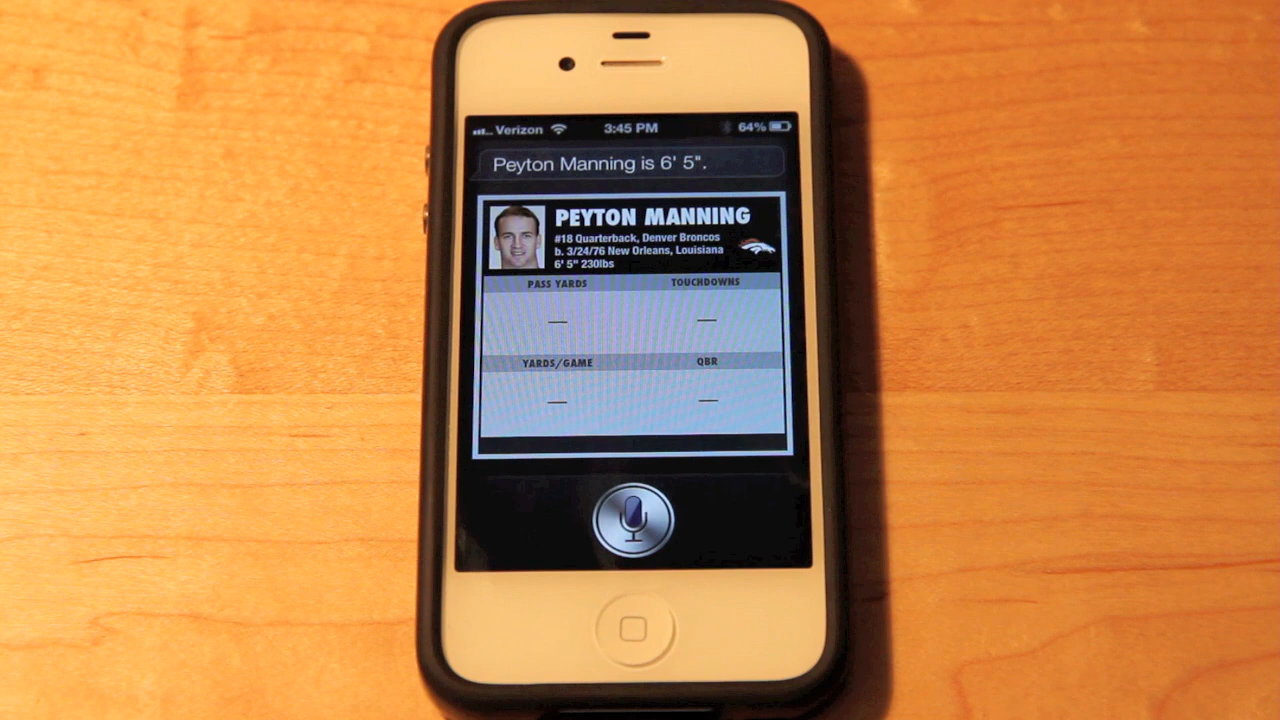 Verizon 3:45 PM 64%
Peyton Manning is 6' 5".
PEYTON MANNING
#18 Quarterback, Denver Broncos
b. 3/24/76 New Orleans, Louisiana
6' 5" 230lbs
PASS YARDS TOUCHDOWNS
— —
YARDS/GAME QBR
— —